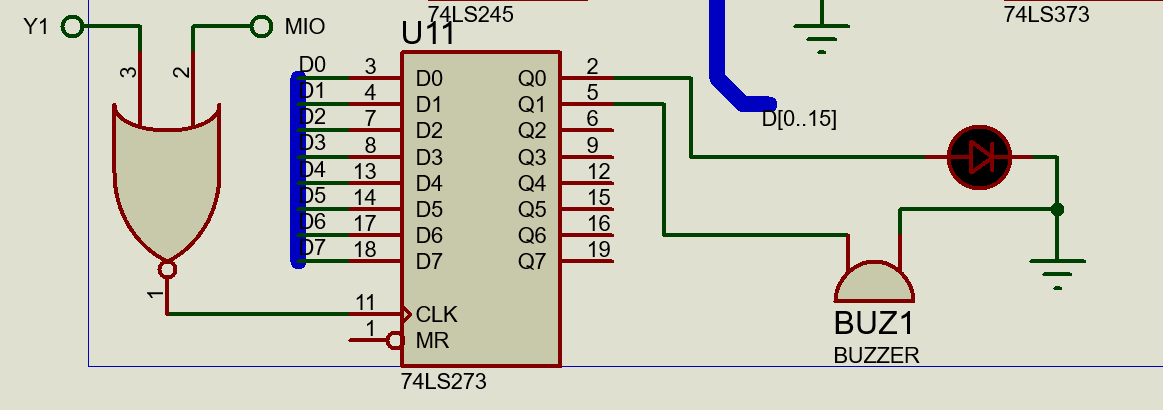 74LS245
74LS373
Y1
MIO
U11
3
2
1
D0
D1
D2
D3
D4
D5
D6
D7
3
4
7
8
13
14
17
18
11
1
D0 Q0
D1 Q1
D2 Q2
D3 Q3
D4 Q4
D5 Q5
D6 Q6
D7 Q7
CLK
MR
2
5
6
9
12
15
16
19
74LS273
D[0..15]
BUZ1
BUZZER